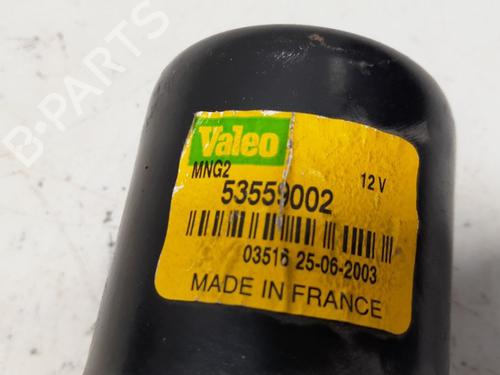 B-PARTS
Valeo
MNG2
12 V
53559002
03516 25-06-2003
MADE IN FRANCE